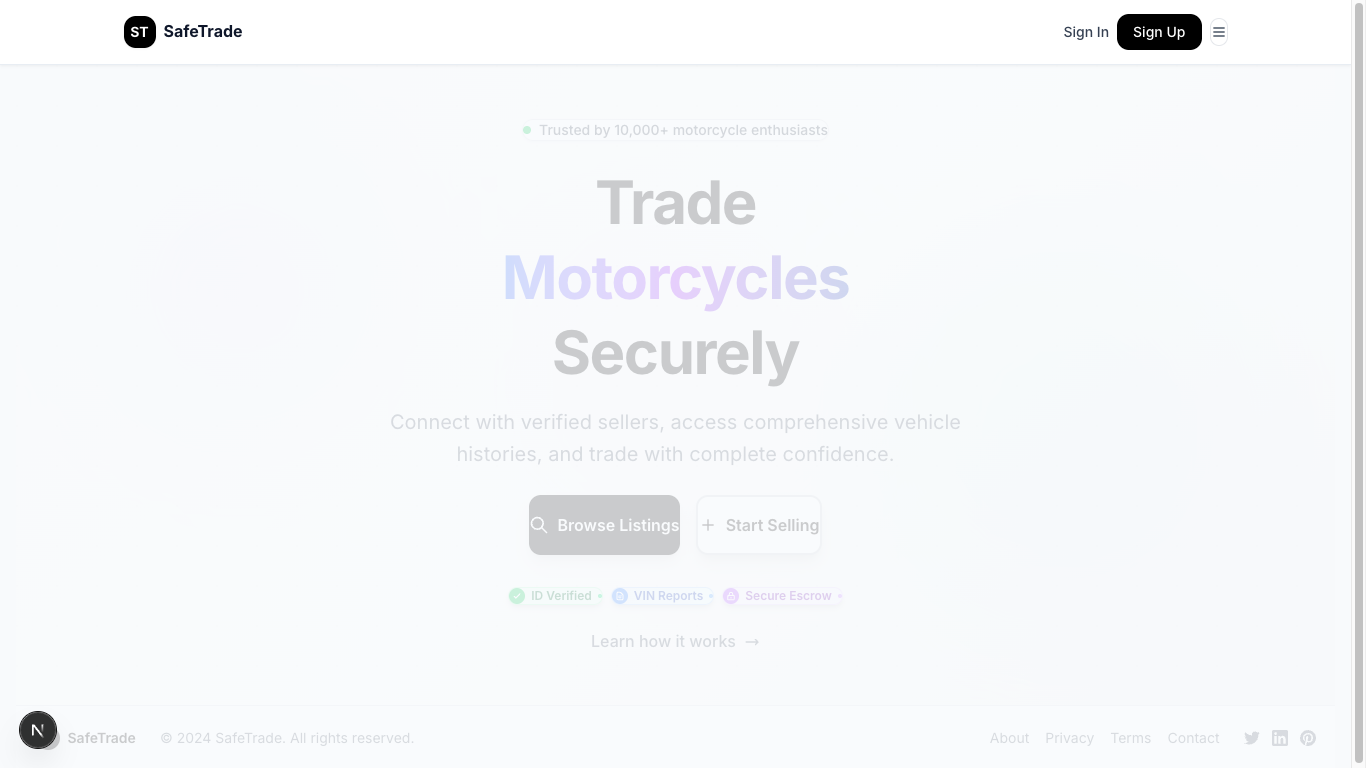 ST SafeTrade
Sign In
Sign Up
Trusted by 10,000+ motorcycle enthusiasts
Trade
Motorcycles
Securely
Connect with verified sellers, access comprehensive vehicle
histories, and trade with complete confidence.
Browse Listings
Start Selling
ID Verified
VIN Reports
Secure Escrow
Learn how it works →
N
SafeTrade
© 2024 SafeTrade. All rights reserved.
About
Privacy
Terms
Contact